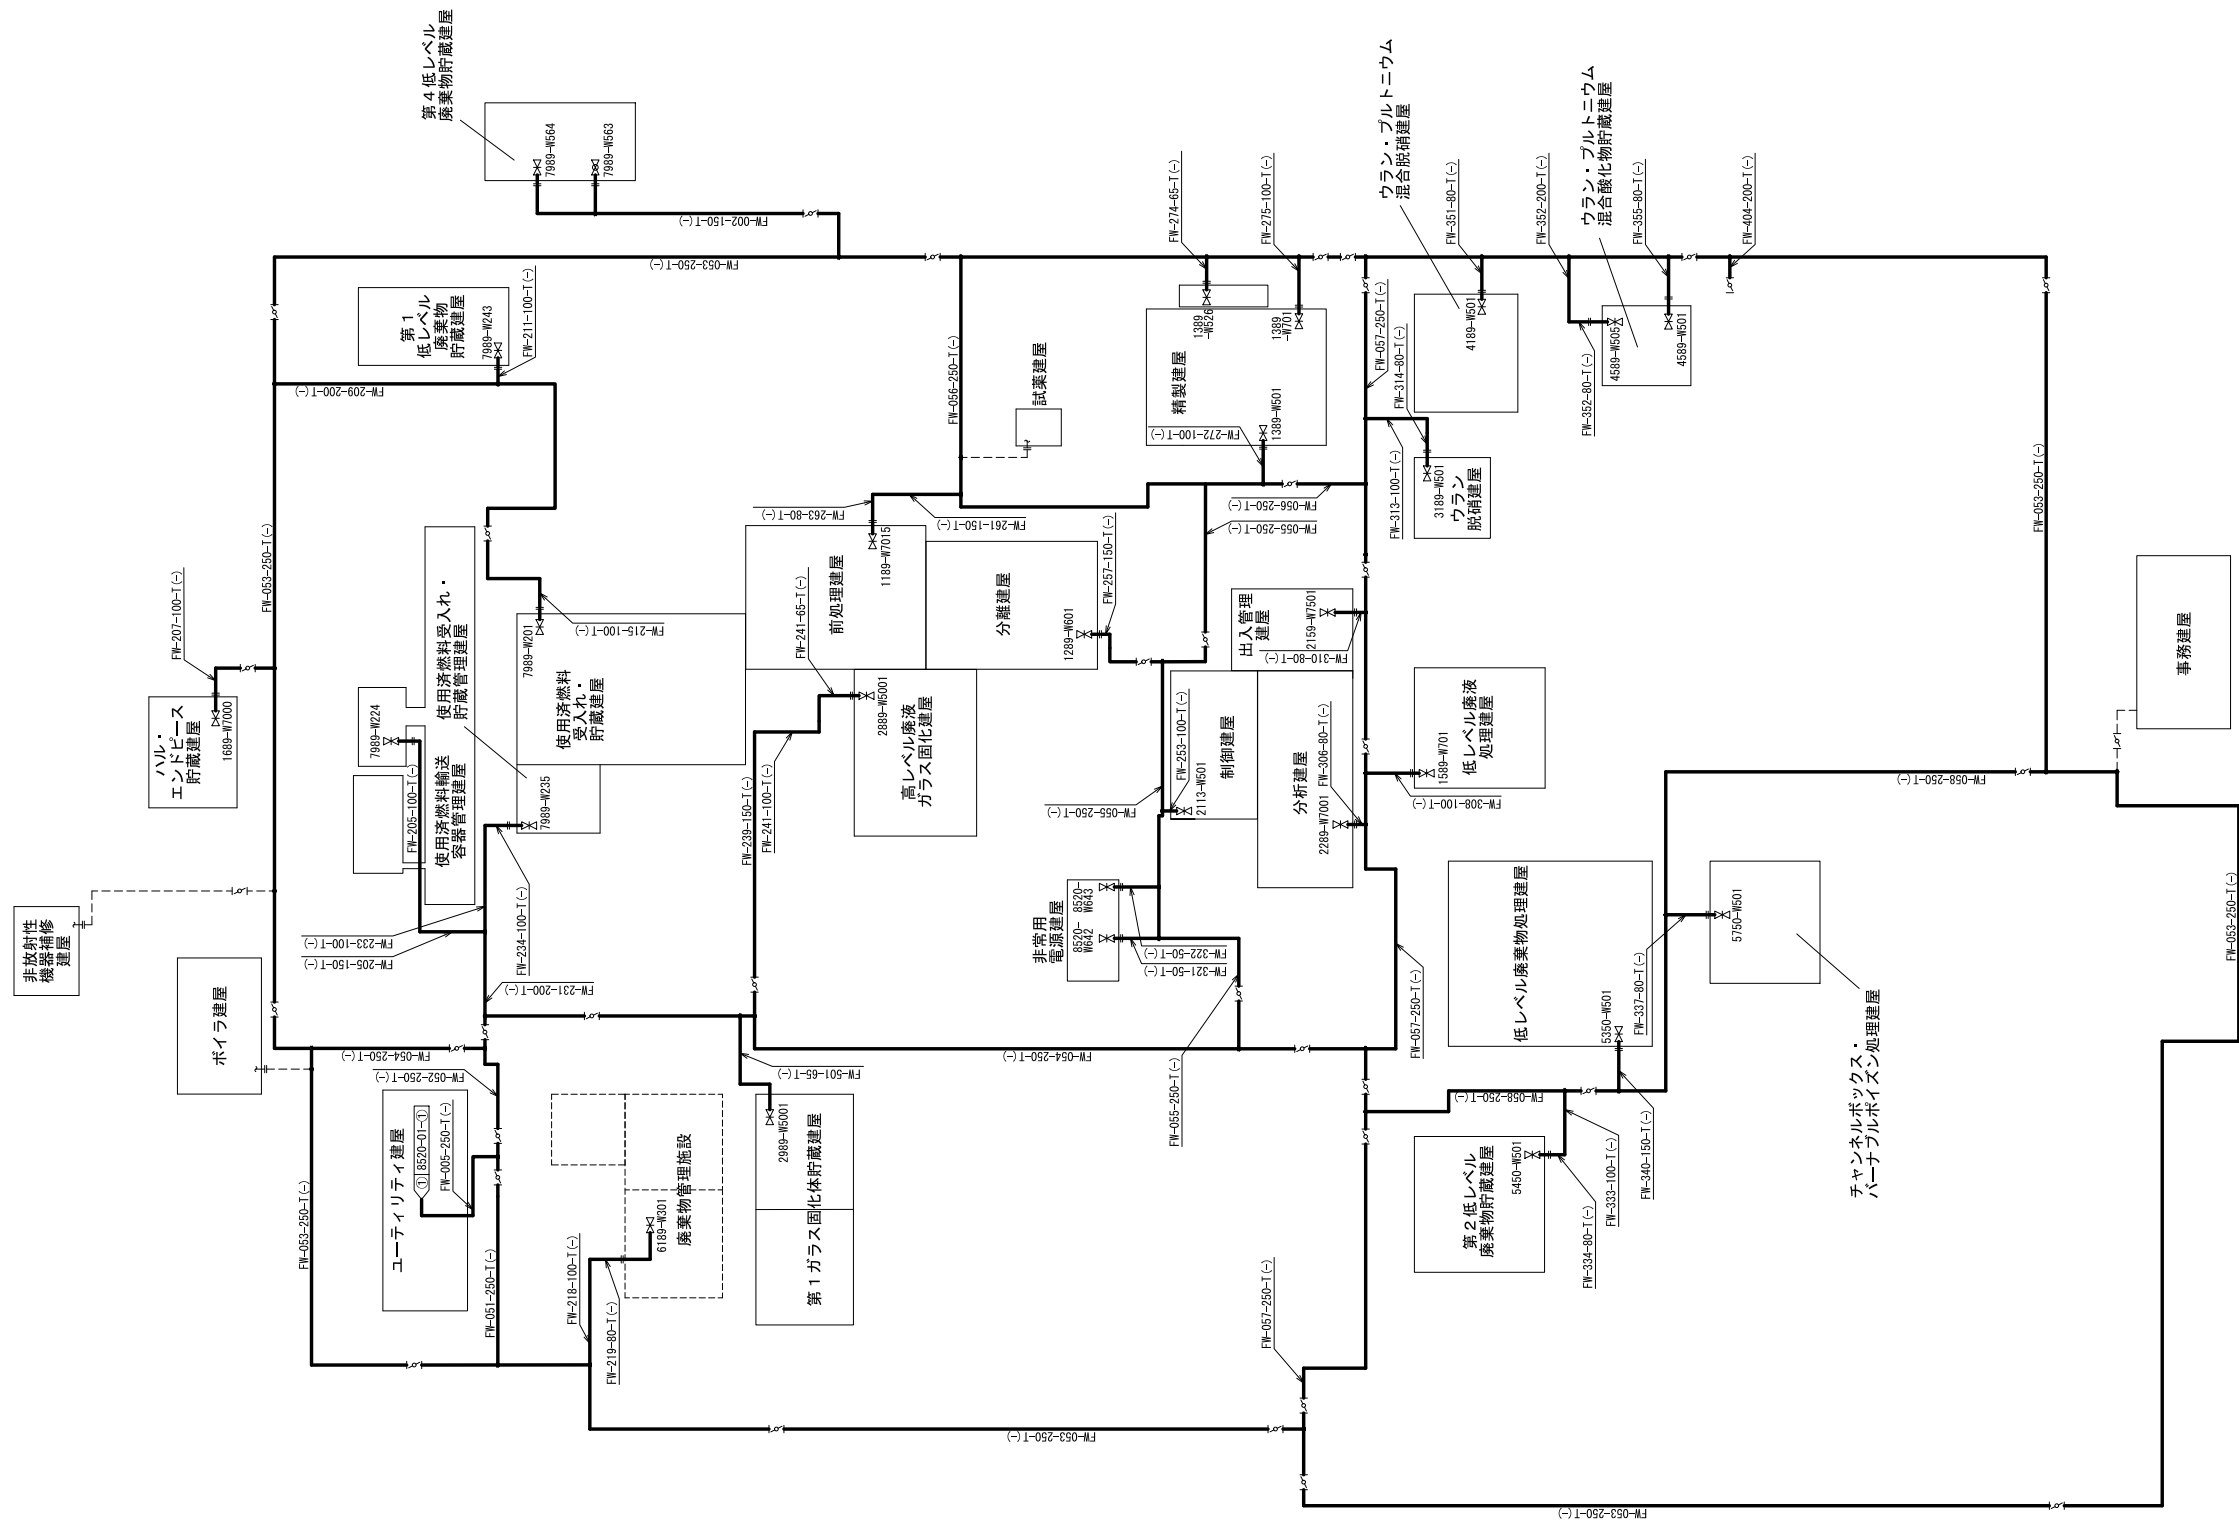 非放射性
機器補修
建屋
ボイラ建屋
ハル・
エンドピース
貯蔵建屋
1689-W7000
FW-207-100-T(-)
FW-053-250-T(-)
FW-053-250-T(-)
第４低レベル
廃棄物貯蔵建屋
7989-W564
7989-W563
FW-002-150-T(-)
第１
低レベル
廃棄物
貯蔵建屋
7989-W243
FW-211-100-T(-)
FW-209-200-T(-)
7989-W224
FW-205-100-T(-)
使用済燃料輸送
容器管理建屋
使用済燃料受入れ・
貯蔵管理建屋
7989-W201
FW-215-100-T(-)
使用済燃料
受入れ・
貯蔵建屋
7989-W235
FW-233-100-T(-)
FW-205-150-T(-)
FW-234-100-T(-)
FW-231-200-T(-)
FW-054-250-T(-)
FW-052-250-T(-)
ユーティリティ建屋
① 8520-01-①
FW-005-250-T(-)
FW-053-250-T(-)
FW-051-250-T(-)
FW-218-100-T(-)
FW-219-80-T(-)
6189-W301
廃棄物管理施設
FW-501-65-T(-)
2989-W5001
第１ガラス固化体貯蔵建屋
FW-239-150-T(-)
FW-241-100-T(-)
FW-241-65-T(-)
2889-W5001
高レベル廃液
ガラス固化建屋
前処理建屋
1189-W7015
FW-263-80-T(-)
FW-261-150-T(-)
分離建屋
1289-W601
FW-257-150-T(-)
FW-056-250-T(-)
試薬建屋
FW-274-65-T(-)
FW-275-100-T(-)
1389
-W526
1389
-W701
精製建屋
1389-W501
FW-272-100-T(-)
FW-056-250-T(-)
FW-055-250-T(-)
FW-055-250-T(-)
非常用
電源建屋
8520-
W642
8520-
W643
FW-322-50-T(-)
FW-321-50-T(-)
FW-055-250-T(-)
FW-054-250-T(-)
FW-253-100-T(-)
2113-W501
制御建屋
出入管理
建屋
2159-W7501
FW-310-80-T(-)
分析建屋
FW-306-80-T(-)
2289-W7001
FW-057-250-T(-)
FW-314-80-T(-)
FW-313-100-T(-)
3189-W501
ウラン
脱硝建屋
ウラン・プルトニウム
混合脱硝建屋
4189-W501
FW-351-80-T(-)
FW-352-200-T(-)
FW-352-80-T(-)
ウラン・プルトニウム
混合酸化物貯蔵建屋
4589-W505
4589-W501
FW-355-80-T(-)
FW-404-200-T(-)
FW-053-250-T(-)
1589-W701
低レベル廃液
処理建屋
FW-308-100-T(-)
FW-057-250-T(-)
FW-057-250-T(-)
FW-053-250-T(-)
低レベル廃棄物処理建屋
5350-W501
FW-337-80-T(-)
5750-W501
チャンネルボックス・
バーナブルポイズン処理建屋
FW-058-250-T(-)
FW-058-250-T(-)
FW-340-150-T(-)
FW-333-100-T(-)
FW-334-80-T(-)
5450-W501
第２低レベル
廃棄物貯蔵建屋
事務建屋
FW-053-250-T(-)
FW-053-250-T(-)